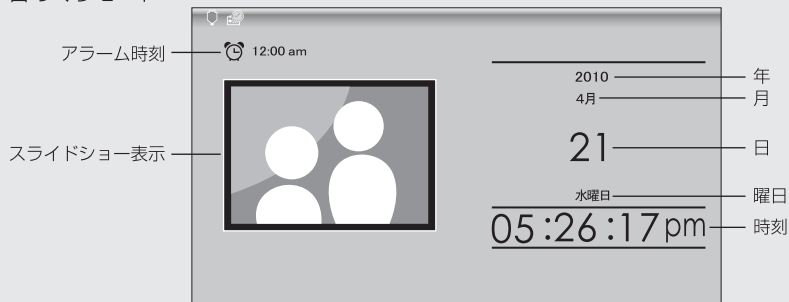 アラーム時刻
12:00 am
スライドショー表示
2010
年
4月
月
21
日
水曜日
曜日
05:26:17pm
時刻